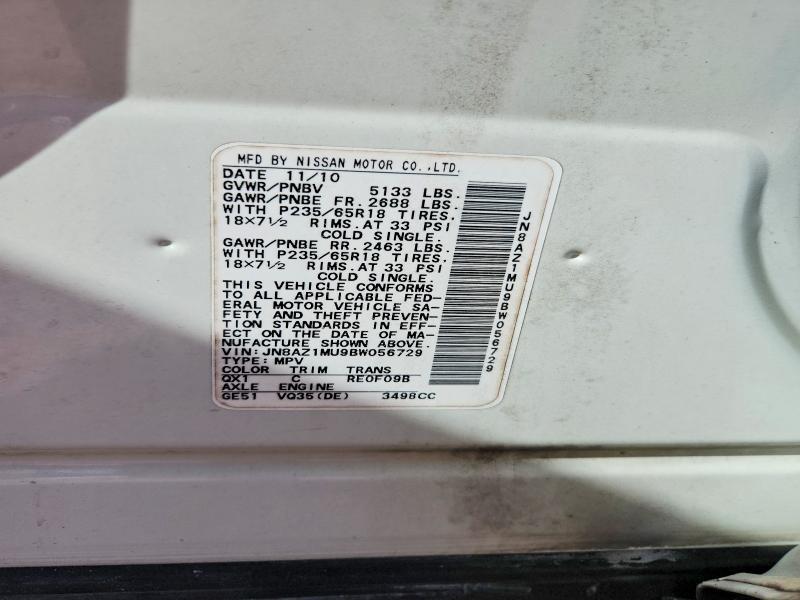 MFD BY NISSAN MOTOR CO.,LTD.
DATE 11/10
GVWR/PNBV 5133 LBS.
GAWR/PNBE FR. 2688 LBS.
WITH P235/65R18 TIRES,
18×7½ RIMS.AT 33 PSI
COLD SINGLE.
GAWR/PNBE RR. 2463 LBS.
WITH P235/65R18 TIRES,
18×7½ RIMS.AT 33 PSI
COLD SINGLE.
THIS VEHICLE CONFORMS
TO ALL APPLICABLE FED-
ERAL MOTOR VEHICLE SA-
FETY AND THEFT PREVEN-
TION STANDARDS IN EFF-
ECT ON THE DATE OF MA-
NUFACTURE SHOWN ABOVE.
VIN: JN8AZ1MU9BW056729
TYPE: MPV
COLOR TRIM TRANS
QX1 C RE0F09B
AXLE ENGINE
GE51 VQ35(DE) 3498CC
JN8AZ1MU9BW056729